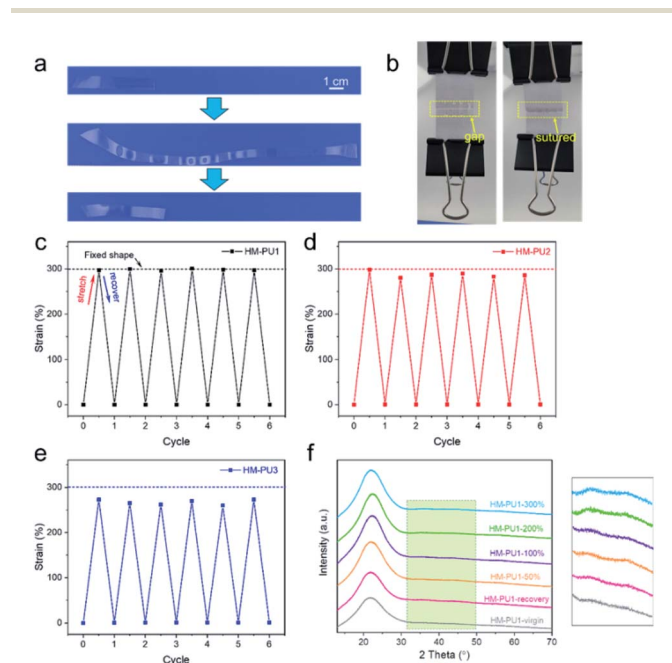 a
1 cm
b
gap
sutured
c
Fixed shape
HM-PU1
300
stretch
recover
200
100
0
Strain (%)
0 1 2 3 4 5 6
Cycle
d
HM-PU2
300
200
100
0
Strain (%)
0 1 2 3 4 5 6
Cycle
e
HM-PU3
300
200
100
0
Strain (%)
0 1 2 3 4 5 6
Cycle
f
HM-PU1-300%
HM-PU1-200%
HM-PU1-100%
HM-PU1-50%
HM-PU1-recovery
HM-PU1-virgin
Intensity (a.u.)
20 30 40 50 60 70
2 Theta (°)